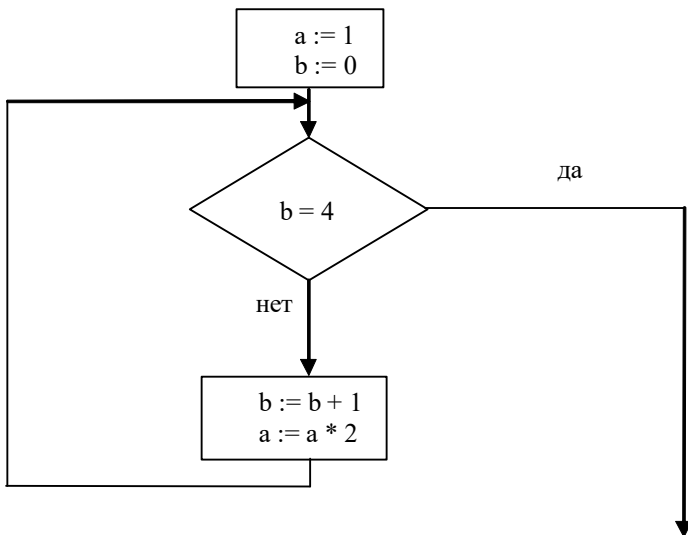 a := 1
b := 0
да
b = 4
нет
b := b + 1
a := a * 2